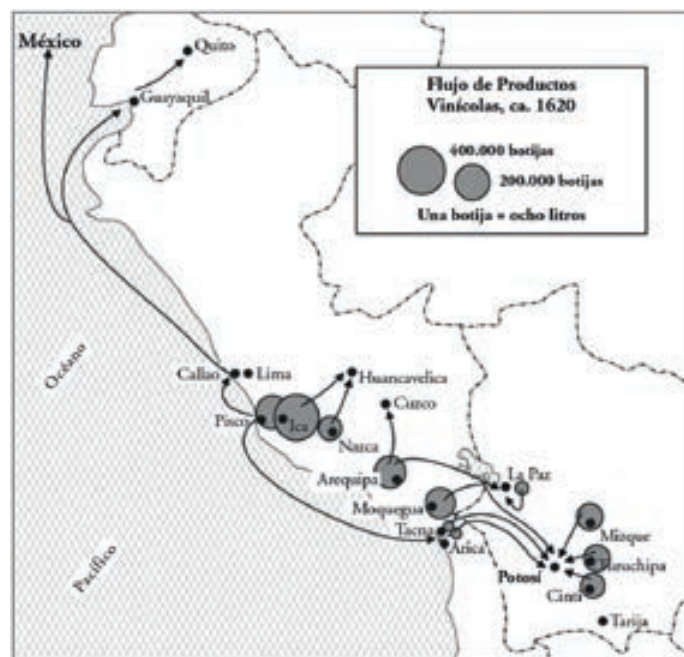 México
Quito
Guayaquil
Flujo de Productos
Vinícolas, ca. 1620
400.000 botijas
200.000 botijas
Una botija = ocho litros
Océano
Callao
Lima
Huancavelica
Cuzco
Pisco
Ica
Nazca
Arequipa
La Paz
Moquegua
Tacna
Arica
Mizque
Potosí
Cinti
Pacífico
Tarija